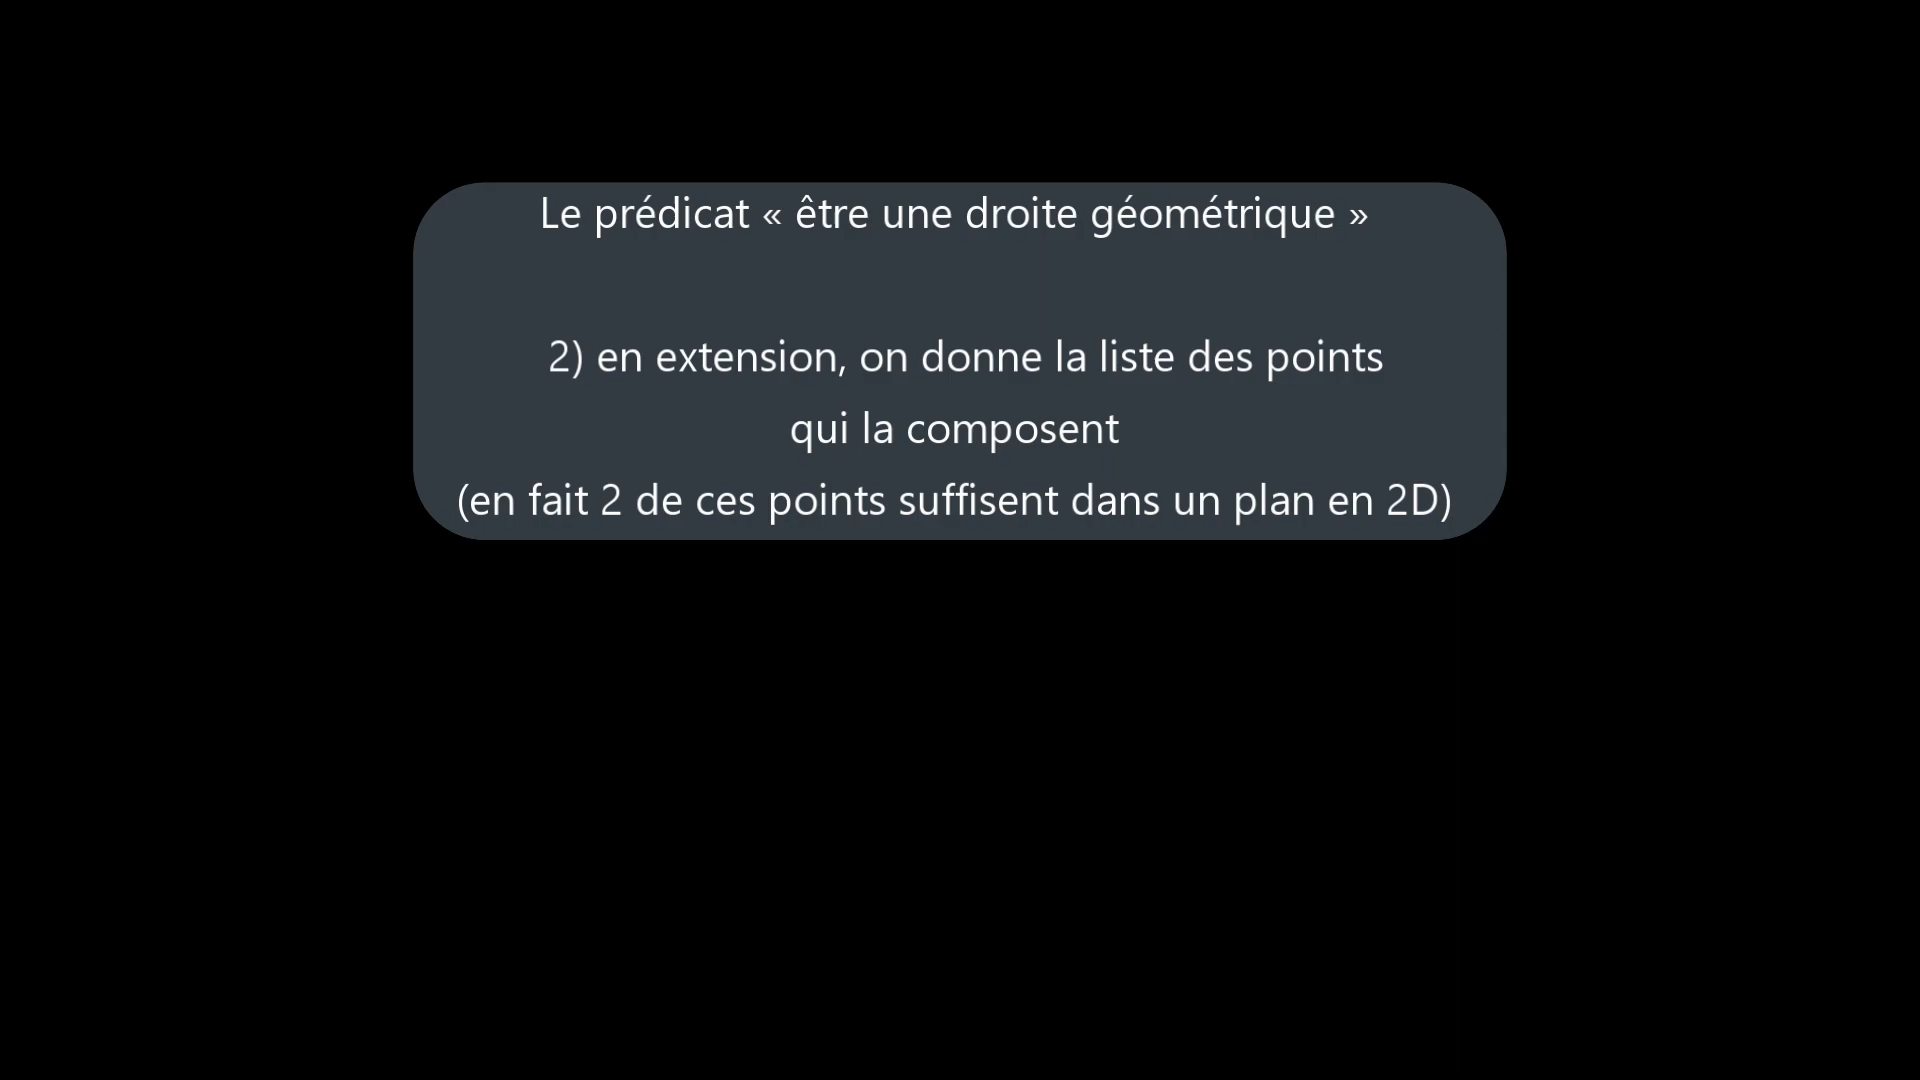 Le prédicat « être une droite géométrique »
2) en extension, on donne la liste des points
qui la composent
(en fait 2 de ces points suffisent dans un plan en 2D)